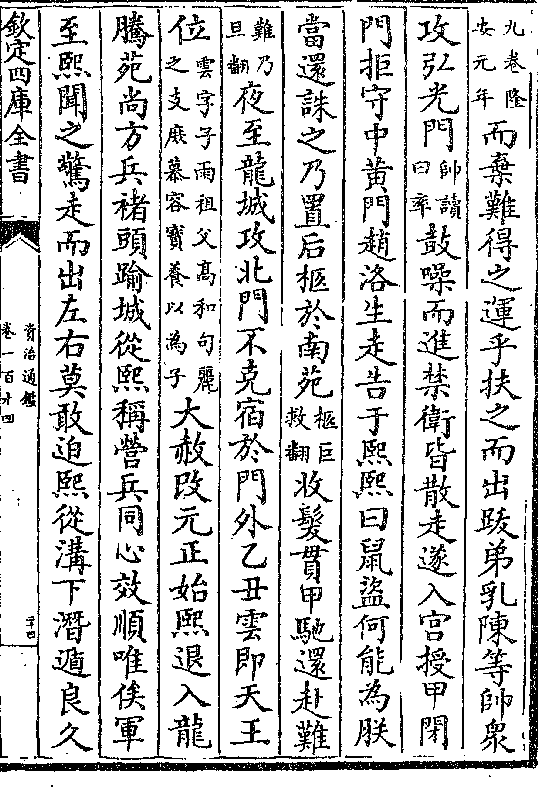 九卷隆
安元年
而棄難得之運乎扶之而出跋弟乳陳等帥衆
攻弘光門
帥讀
曰率
鼓噪而進禁衛皆散走遂入宫授甲閉
門拒守中黄門趙洛生走告于熙熙曰鼠盜何能為朕
當還誅之乃置后柩於南苑
柩巨
救翻
收髮貫甲馳還赴難
難乃
旦翻
夜至龍城攻北門不克宿於門外乙丑雲即天王
位
雲字子雨祖父髙和句麗
之支庶慕容寳養以為子
大赦改元正始熙退入龍
騰苑尚方兵褚頭踰城從熙稱營兵同心效順唯俟軍
至熙聞之驚走而出左右莫敢迫熙從溝下潛遁良久
欽定四庫全書
資治通鑑
卷一百十四
二十四